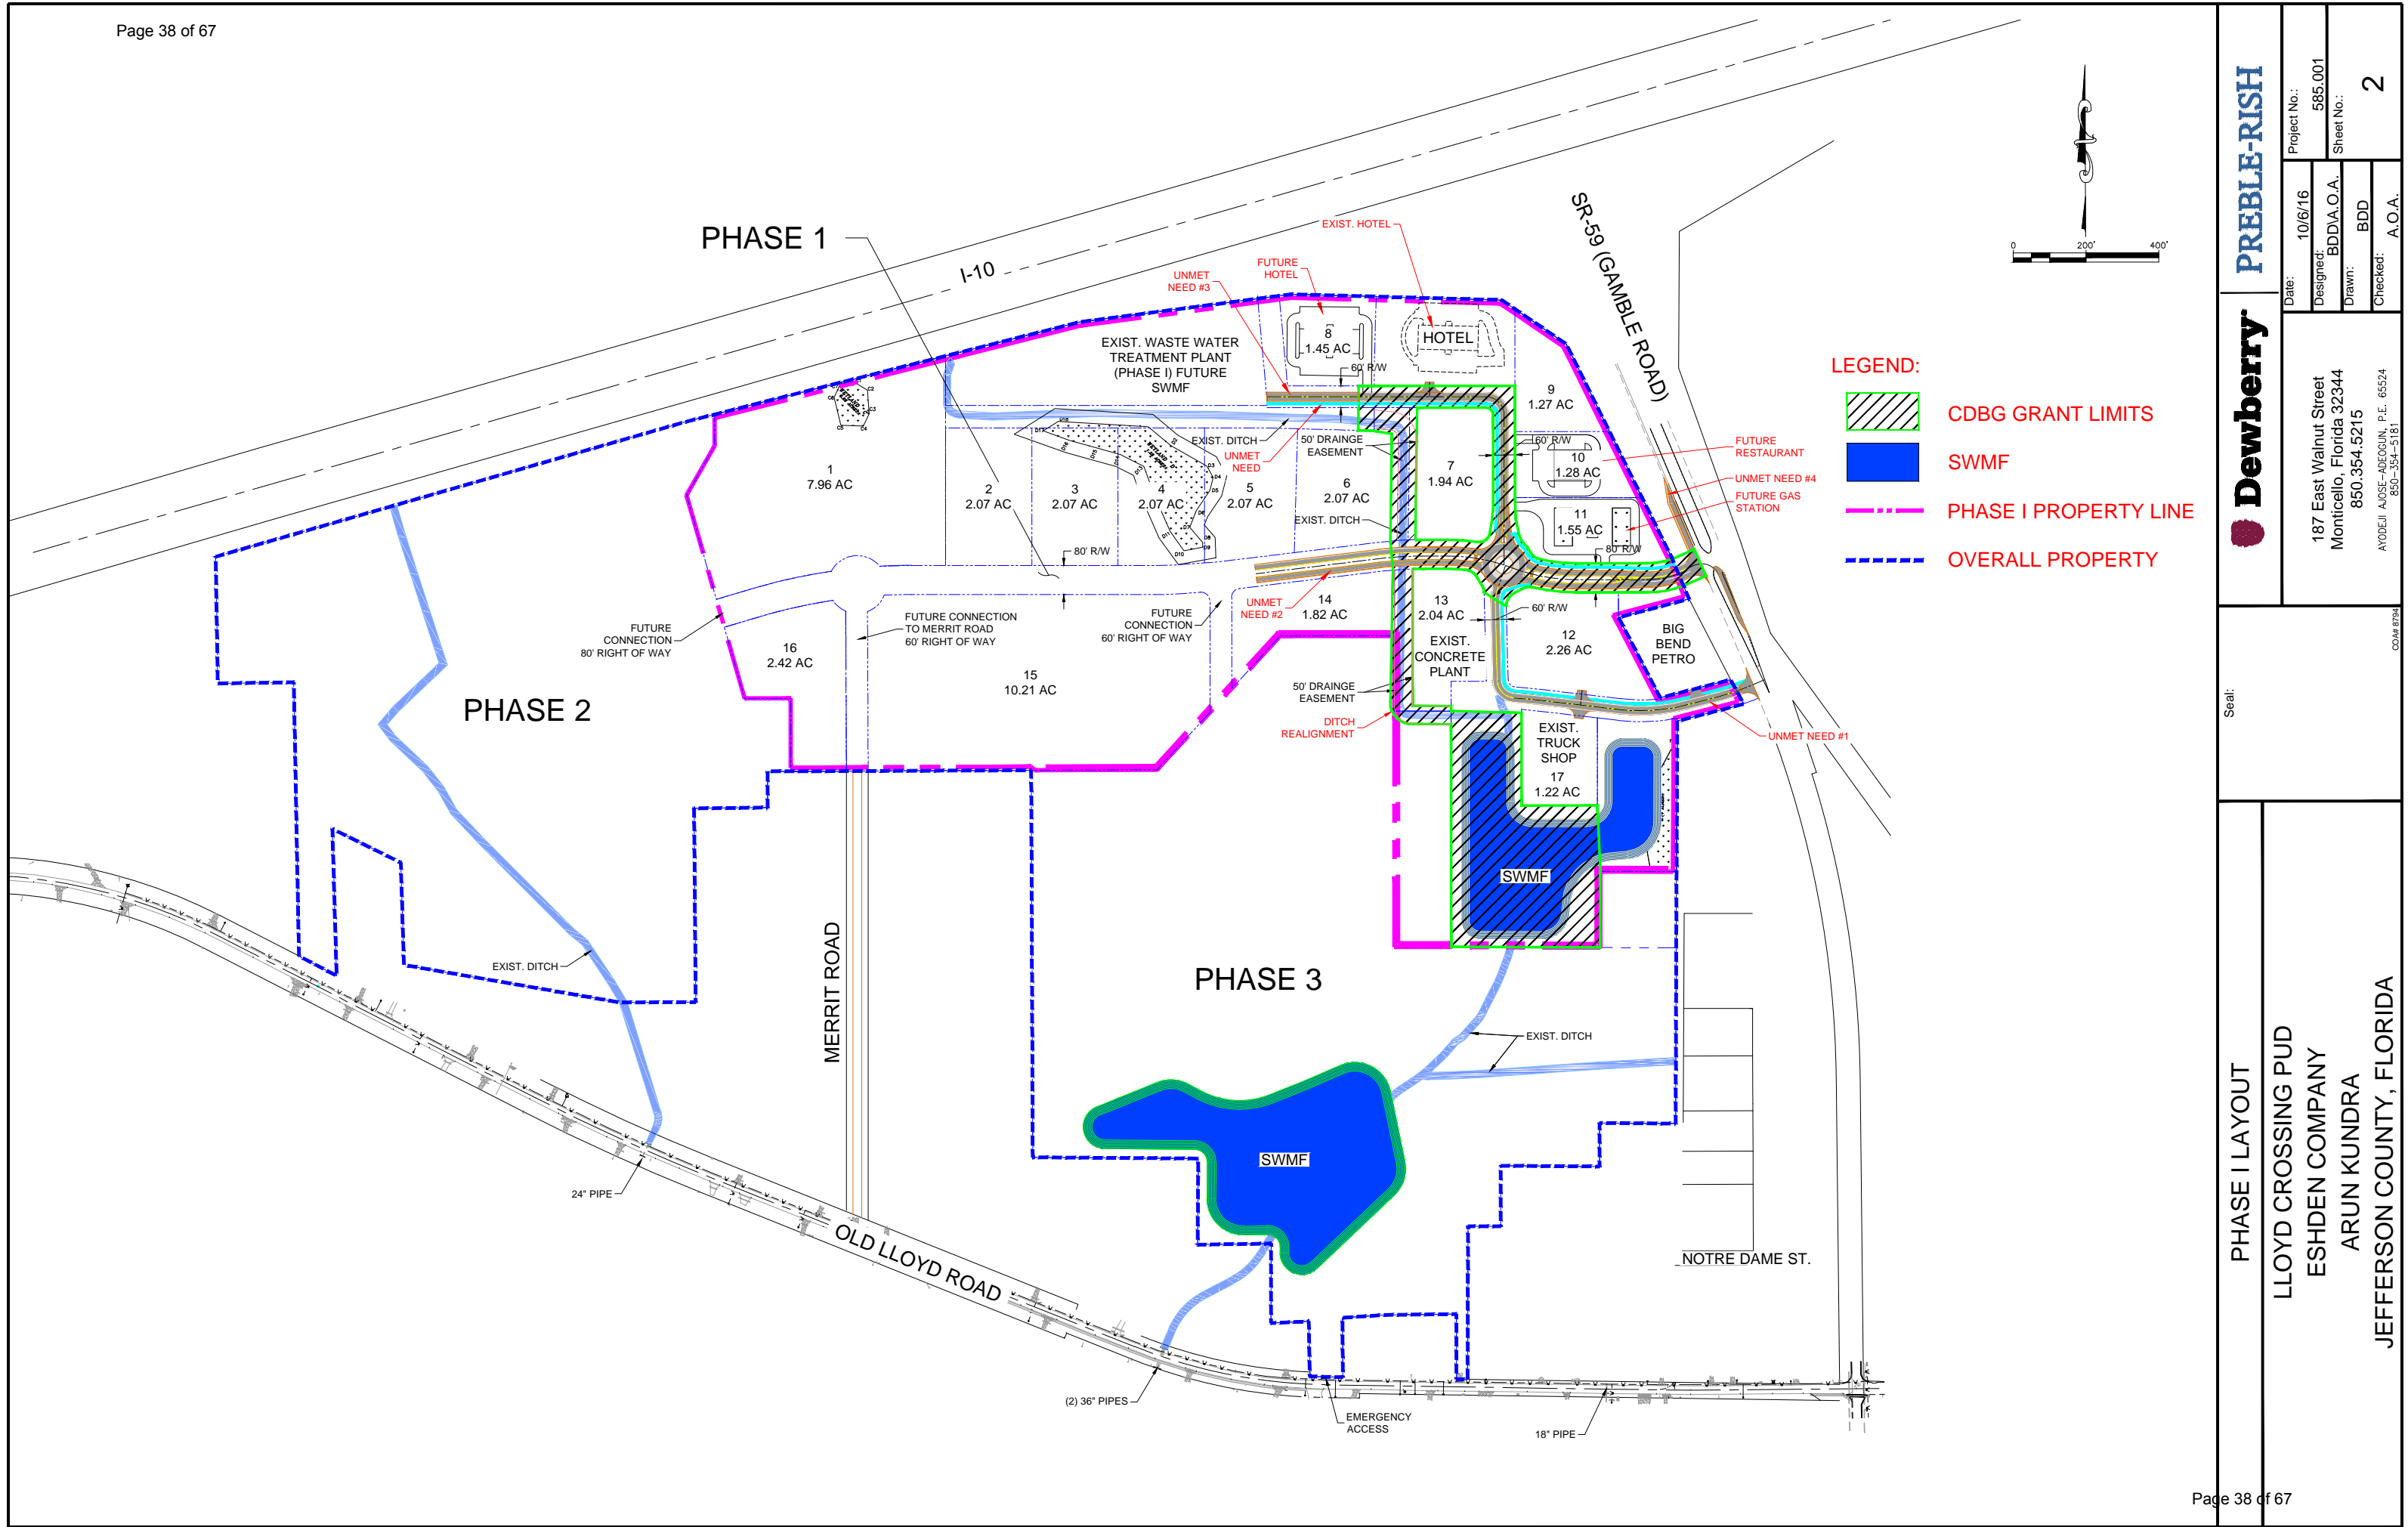 Page 38 of 67
PHASE 1
I-10
SR-59 (GAMBLE ROAD)
0
200'
400'
EXIST. HOTEL
FUTURE
HOTEL
UNMET
NEED #3
EXIST. WASTE WATER
TREATMENT PLANT
(PHASE I) FUTURE
SWMF
8
1.45 AC
HOTEL
60' R/W
9
1.27 AC
LEGEND:
CDBG GRANT LIMITS
SWMF
PHASE I PROPERTY LINE
OVERALL PROPERTY
EXIST. DITCH
UNMET
NEED
50' DRAINGE
EASEMENT
60' R/W
10
1.28 AC
FUTURE
RESTAURANT
UNMET NEED #4
FUTURE GAS
STATION
1
7.96 AC
2
2.07 AC
3
2.07 AC
4
2.07 AC
5
2.07 AC
6
2.07 AC
7
1.94 AC
11
1.55 AC
EXIST. DITCH
80' R/W
80' R/W
FUTURE
CONNECTION
80' RIGHT OF WAY
FUTURE CONNECTION
TO MERRIT ROAD
60' RIGHT OF WAY
FUTURE
CONNECTION
60' RIGHT OF WAY
UNMET
NEED #2
14
1.82 AC
13
2.04 AC
60' R/W
EXIST.
CONCRETE
PLANT
12
2.26 AC
BIG
BEND
PETRO
16
2.42 AC
15
10.21 AC
50' DRAINGE
EASEMENT
DITCH
REALIGNMENT
UNMET NEED #1
EXIST.
TRUCK
SHOP
17
1.22 AC
PHASE 2
SWMF
EXIST. DITCH
MERRIT ROAD
PHASE 3
EXIST. DITCH
SWMF
24" PIPE
OLD LLOYD ROAD
NOTRE DAME ST.
(2) 36" PIPES
EMERGENCY
ACCESS
18" PIPE
PREBLE-RISH
Dewberry
Project No.:
585.001
Sheet No.:
2
Date:
10/6/16
Designed:
BDD\A.O.A.
Drawn:
BDD
Checked:
A.O.A.
187 East Walnut Street
Monticello, Florida 32344
850.354.5215
AYODEJI AJOSE-ADEOGUN, P.E. 65524
850-354-5181
COA# 8794
Seal:
PHASE I LAYOUT
LLOYD CROSSING PUD
ESHDEN COMPANY
ARUN KUNDRA
JEFFERSON COUNTY, FLORIDA
Page 38 of 67